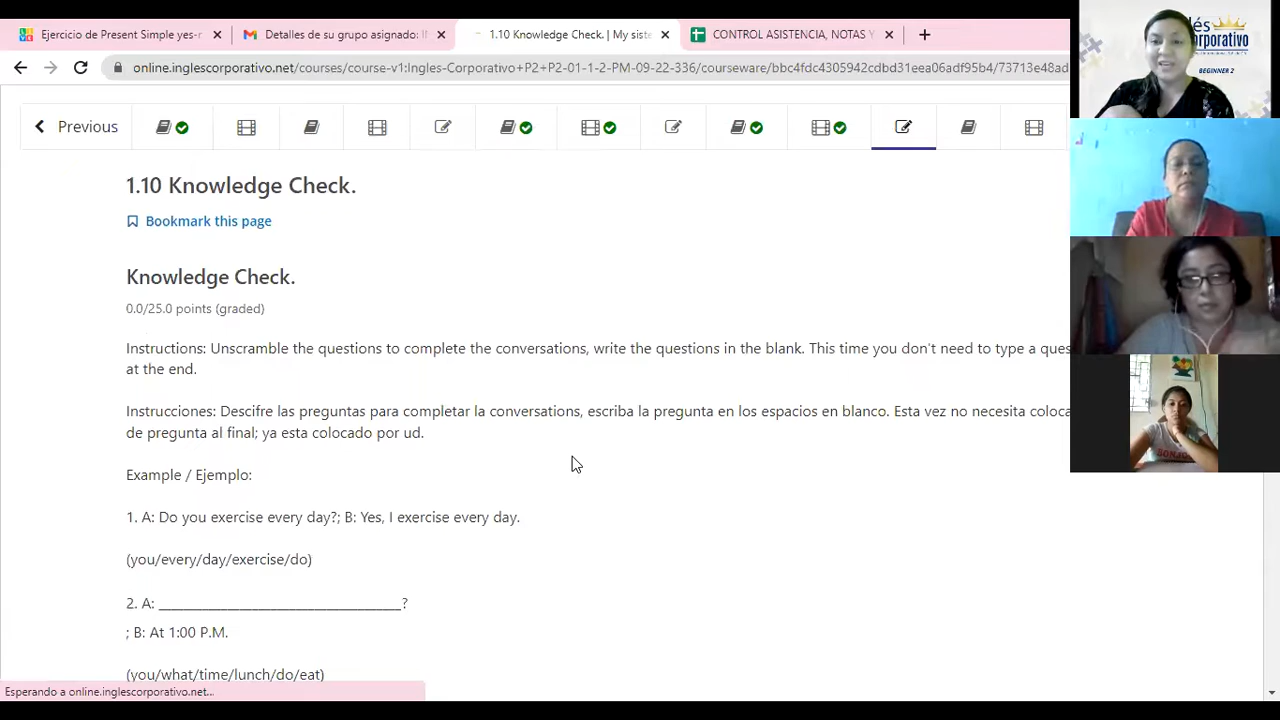 Ejercicio de Present Simple yes-r
Detalles de su grupo asignado: I
1.10 Knowledge Check. | My siste
CONTROL ASISTENCIA, NOTAS Y
online.inglescorporativo.net/courses/course-v1:Ingles-Corporativo+P2+P2-01-1-2-PM-09-22-336/courseware/bbc4fdc4305942cdbd31eea06adf95b4/73713e48ad
Previous
1.10 Knowledge Check.
Bookmark this page
Knowledge Check.
0.0/25.0 points (graded)
Instructions: Unscramble the questions to complete the conversations, write the questions in the blank. This time you don't need to type a ques
at the end.
Instrucciones: Descifre las preguntas para completar la conversations, escriba la pregunta en los espacios en blanco. Esta vez no necesita coloca
de pregunta al final; ya esta colocado por ud.
Example / Ejemplo:
1. A: Do you exercise every day?; B: Yes, I exercise every day.
(you/every/day/exercise/do)
2. A: ___________________________________?
; B: At 1:00 P.M.
(you/what/time/lunch/do/eat)
Esperando a online.inglescorporativo.net...
BEGINNER 2